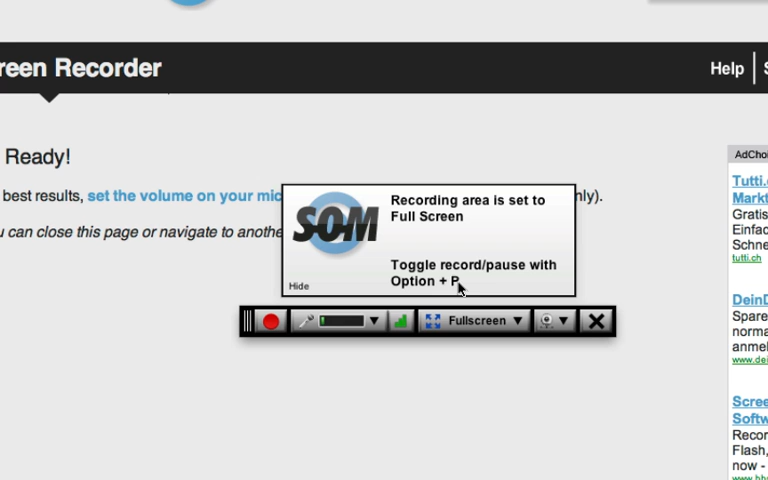 reen Recorder
Help
Ready!
best results, set the volume on your mic
nly).
can close this page or navigate to anothe
SOM
Recording area is set to
Full Screen
Toggle record/pause with
Option + P
Hide
Fullscreen
AdChoi
Tutti.
Markt
Gratis
Einfac
Schne
tutti.ch
DeinD
Spare
norma
anmel
www.dei
Scree
Softw
Recor
Flash,
now -